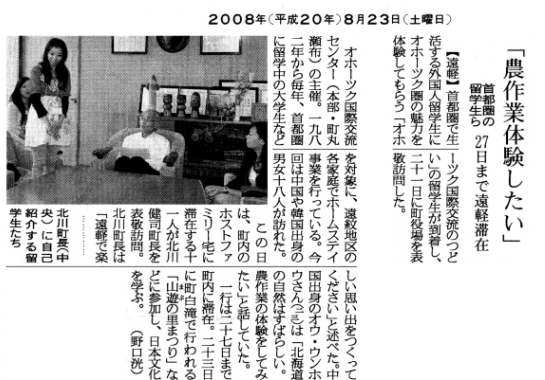 2008年(平成20年)8月23日(土曜日)
「農作業体験したい」
首都圏の
留学生ら
27日まで遠軽滞在
【遠軽】首都圏で生
活する外国人留学生に
オホーツク圏の魅力を
体験してもらう「オホ
ーツク国際交流のつど
い」の留学生が到着し、
二十一日に町役場を表
敬訪問した。
オホーツク国際交流
センター(本部・町丸
瀬布)の主催。一九八
二年から毎年、首都圏
に留学中の大学生など
を対象に、遠紋地区の
各家庭でホームステイ
事業を行っている。今
回は中国や韓国出身の
男女十八人が訪れた。
この日
は、町内の
ホストファ
ミリー宅に
滞在する十
一人が北川
健司町長を
表敬訪問。
北川町長は
「遠軽で楽
しい思い出をつくって
ください」と述べた。中
国出身のオウ・ウンホ
ウさんは「北海道
の自然はすばらしい。
農作業の体験をしてみ
たい」と話していた。
一行は二十七日まで
町内に滞在。二十三日
に町白滝で行われる
「山遊の里まつり」な
どに参加し、日本文化
を学ぶ。(野口洸)
北川町長(中
央)に自己
紹介する留
学生たち